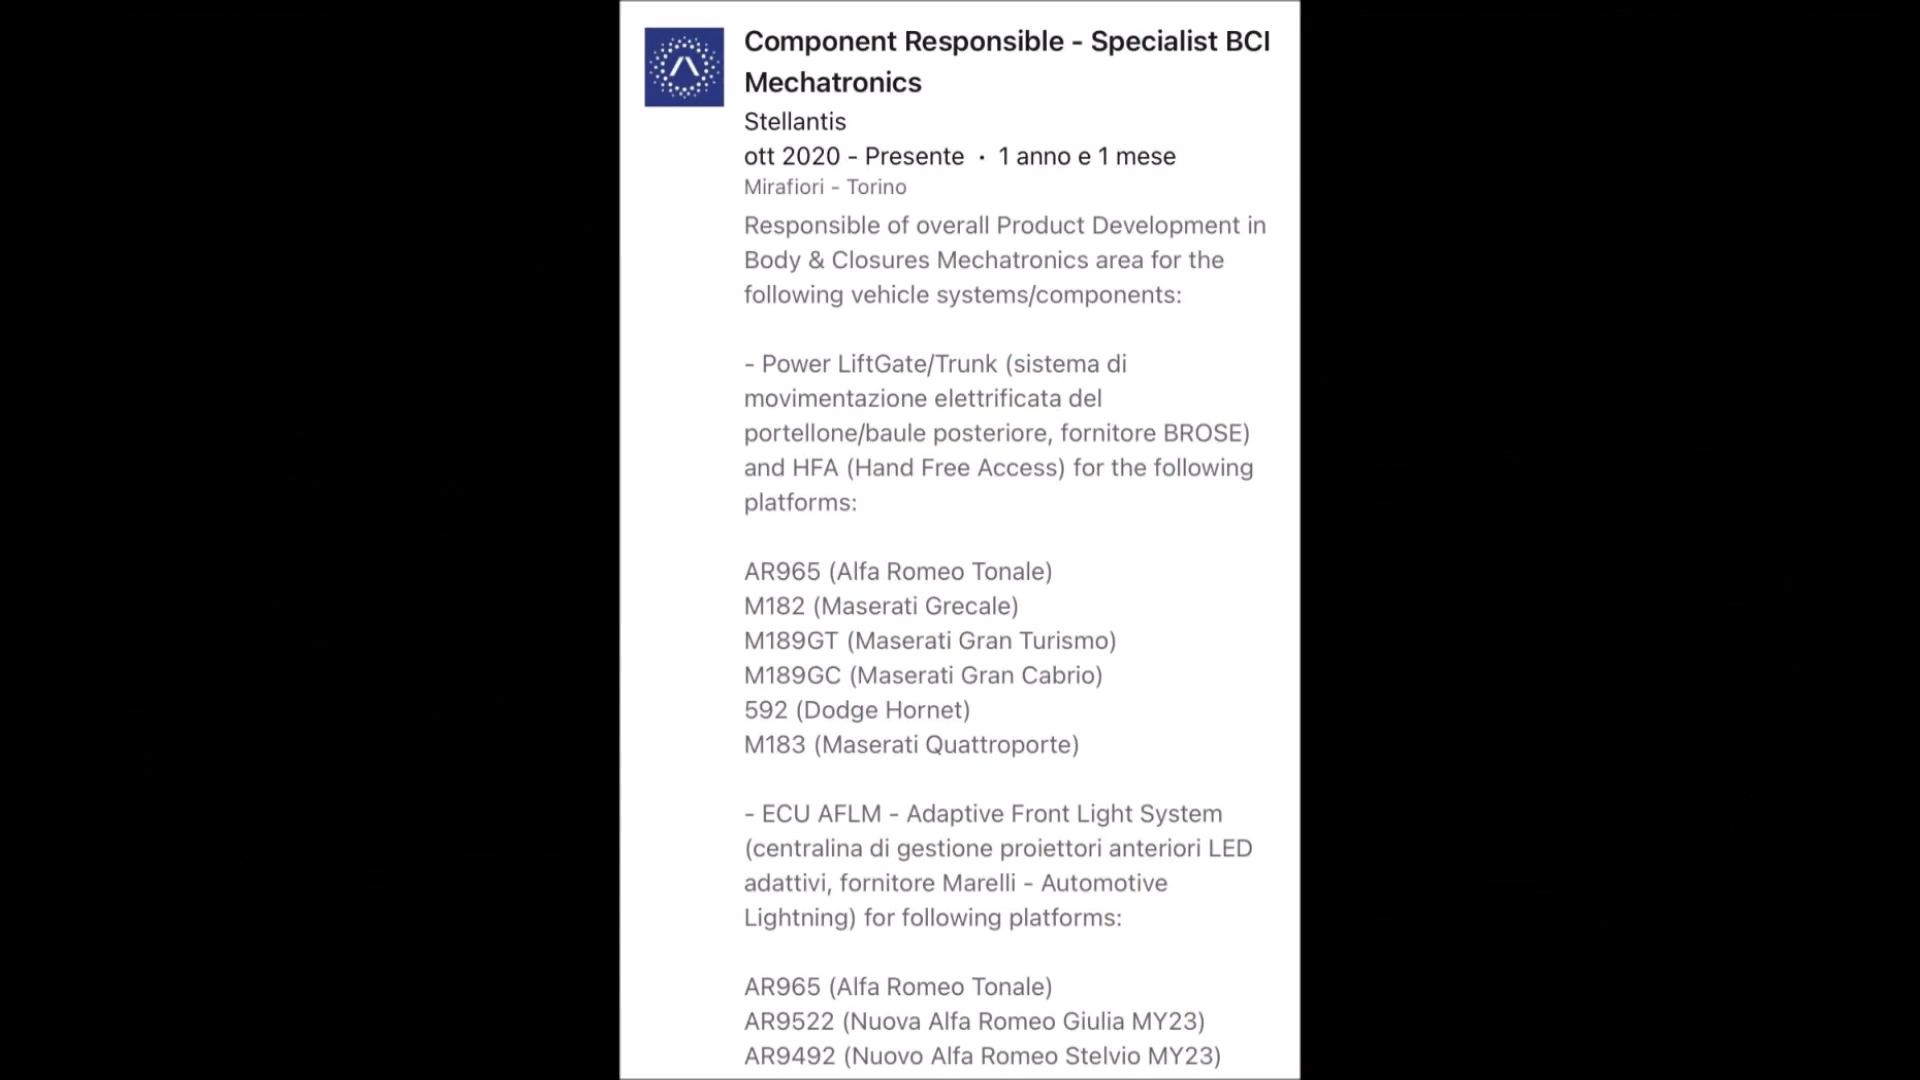 Component Responsible - Specialist BCI
Mechatronics
Stellantis
ott 2020 - Presente · 1 anno e 1 mese
Mirafiori - Torino
Responsible of overall Product Development in
Body & Closures Mechatronics area for the
following vehicle systems/components:
- Power LiftGate/Trunk (sistema di
movimentazione elettrificata del
portellone/baule posteriore, fornitore BROSE)
and HFA (Hand Free Access) for the following
platforms:
AR965 (Alfa Romeo Tonale)
M182 (Maserati Grecale)
M189GT (Maserati Gran Turismo)
M189GC (Maserati Gran Cabrio)
592 (Dodge Hornet)
M183 (Maserati Quattroporte)
- ECU AFLM - Adaptive Front Light System
(centralina di gestione proiettori anteriori LED
adattivi, fornitore Marelli - Automotive
Lightning) for following platforms:
AR965 (Alfa Romeo Tonale)
AR9522 (Nuova Alfa Romeo Giulia MY23)
AR9492 (Nuovo Alfa Romeo Stelvio MY23)